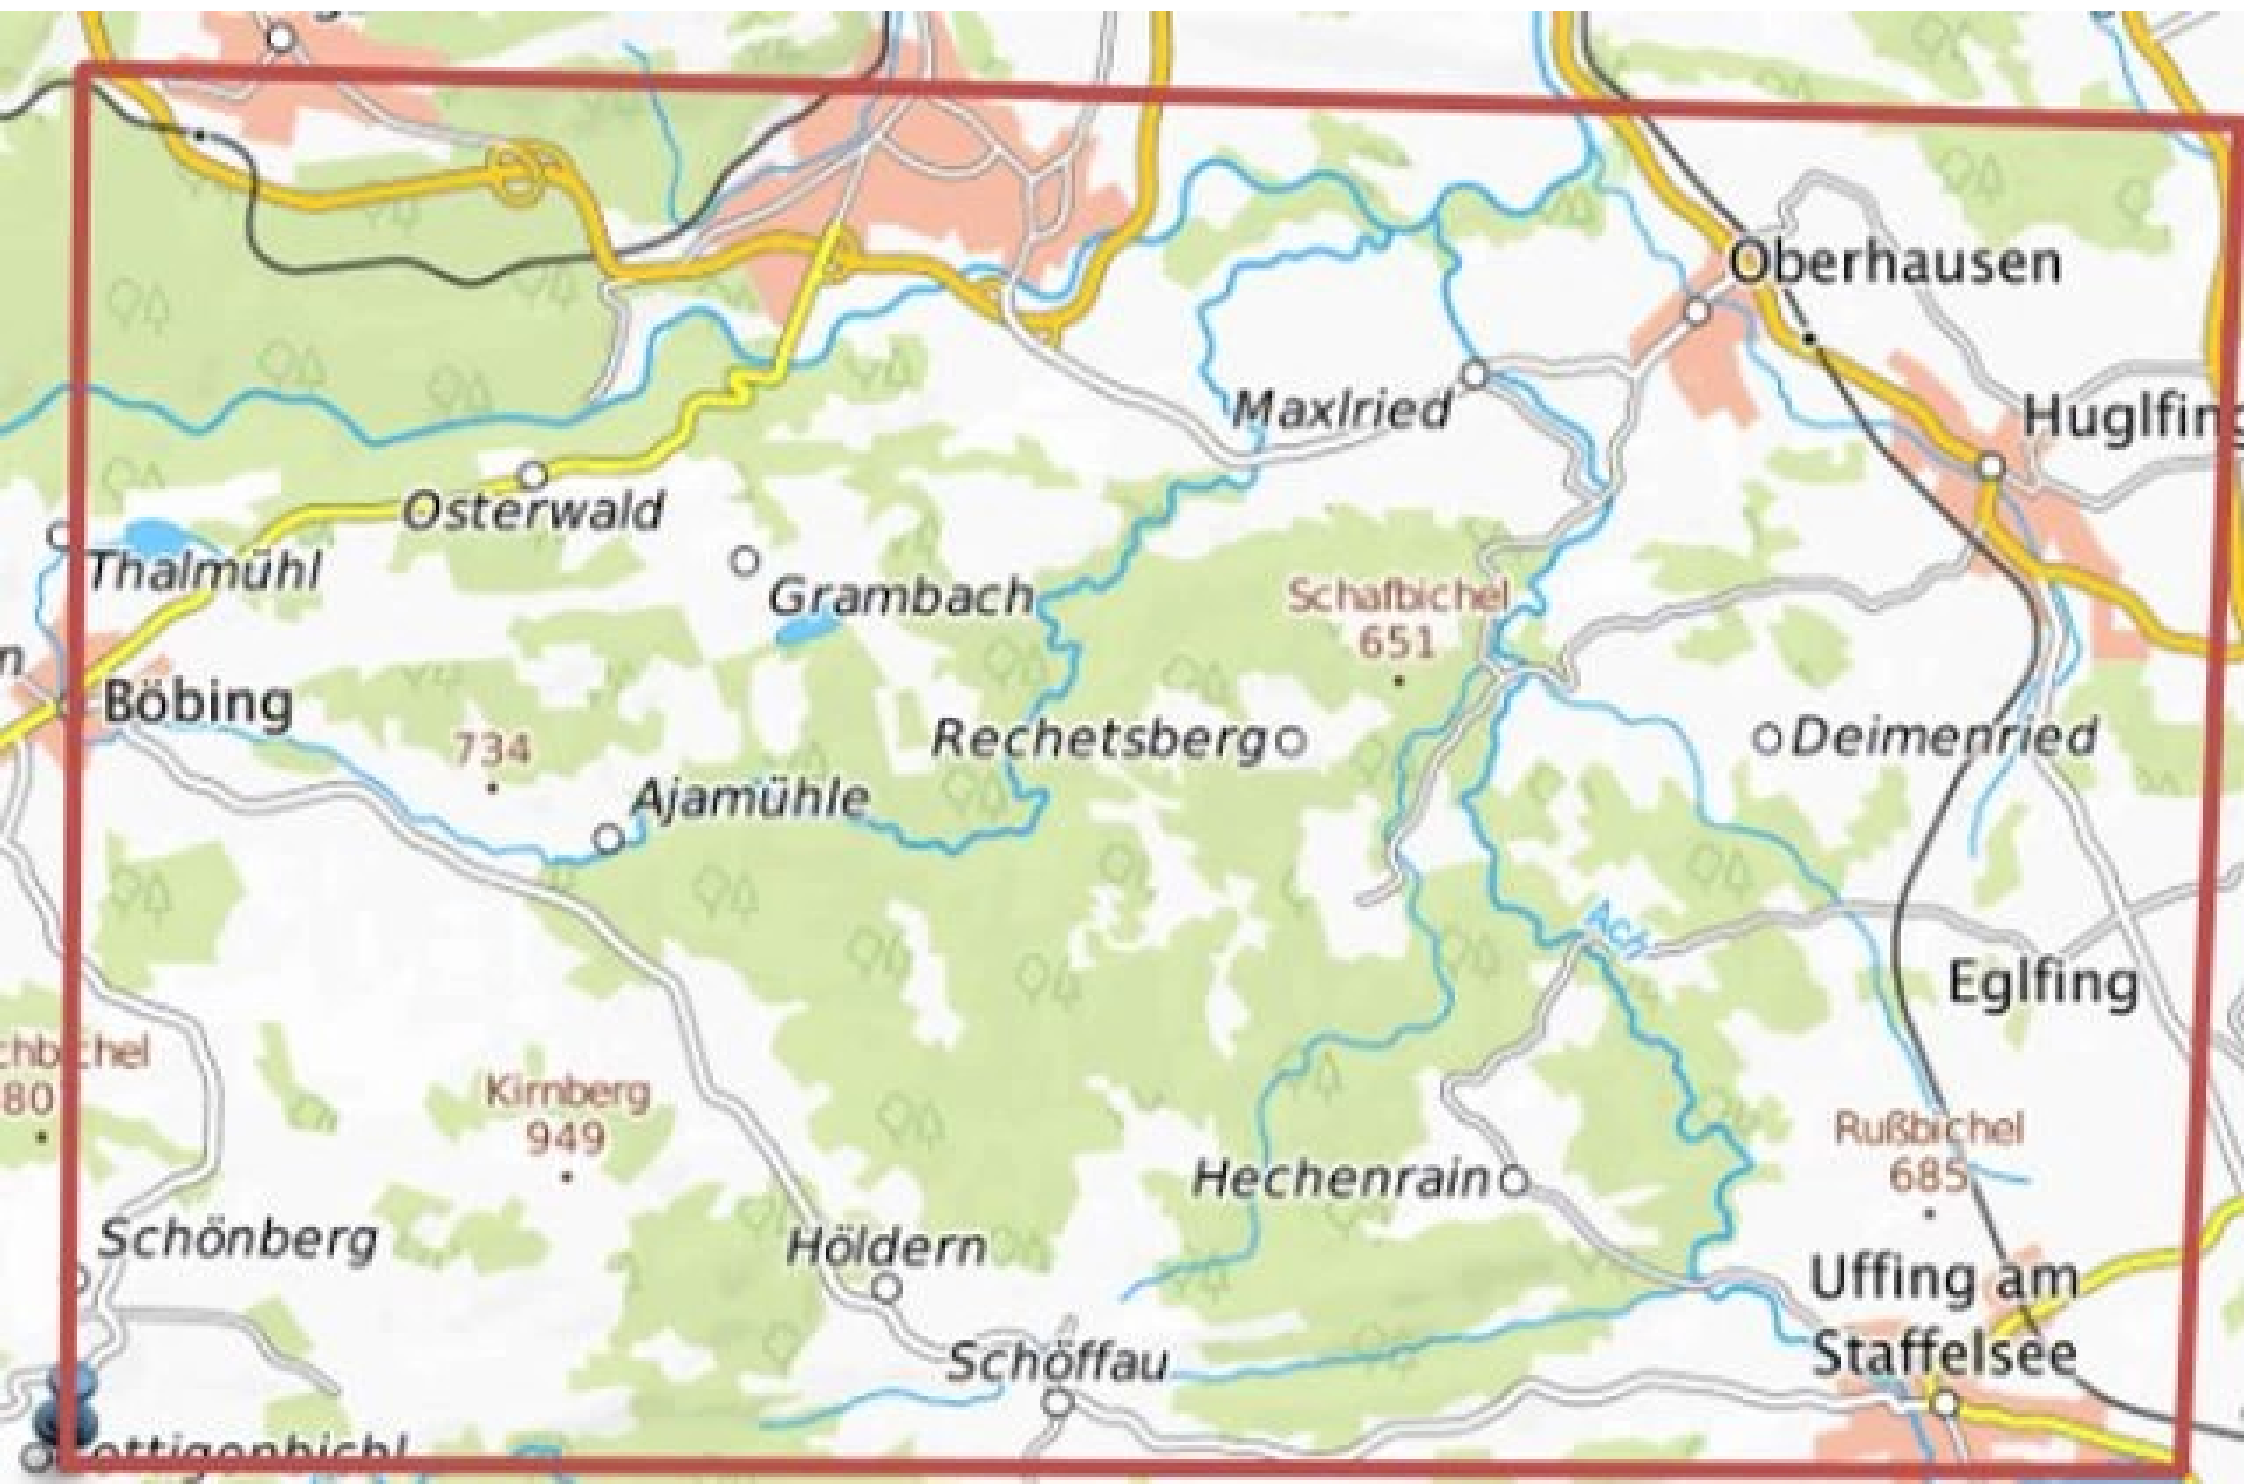 Oberhausen
Maxlried
Huglfing
Osterwald
Thalmühl
Grambach
Schafbichel
651
Böbing
Rechetsberg
Deimenried
734
Ajamühle
Ach
Eglfing
80
Kirnberg
949
Rußbichel
685
Hechenrain
Schönberg
Höldern
Uffing am
Staffelsee
Schöffau